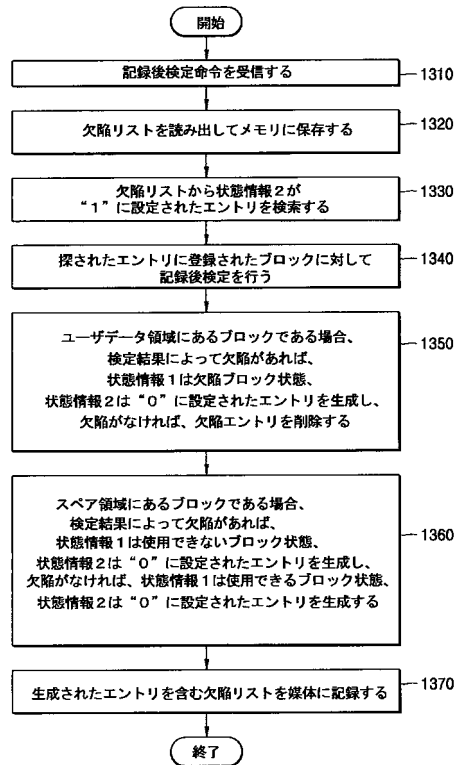 開始
記録後検定命令を受信する
1310
欠陥リストを読み出してメモリに保存する
1320
欠陥リストから状態情報2が
“1”に設定されたエントリを検索する
1330
探されたエントリに登録されたブロックに対して
記録後検定を行う
1340
ユーザデータ領域にあるブロックである場合、
検定結果によって欠陥があれば、
状態情報1は欠陥ブロック状態、
状態情報2は“0”に設定されたエントリを生成し、
欠陥がなければ、欠陥エントリを削除する
1350
スペア領域にあるブロックである場合、
検定結果によって欠陥があれば、
状態情報1は使用できないブロック状態、
状態情報2は“0”に設定されたエントリを生成し、
欠陥がなければ、状態情報1は使用できるブロック状態、
状態情報2は“0”に設定されたエントリを生成する
1360
生成されたエントリを含む欠陥リストを媒体に記録する
1370
終了